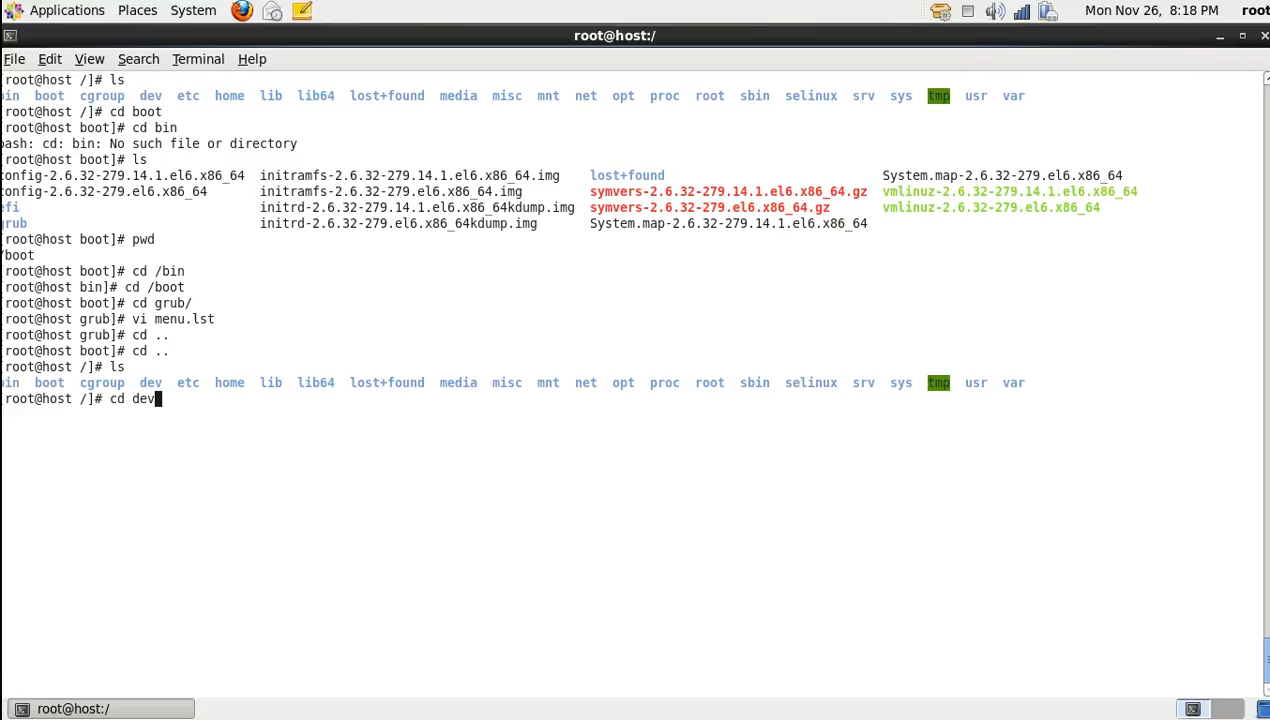 Applications Places System Mon Nov 26, 8:18 PM root
root@host:/
File Edit View Search Terminal Help
[root@host /]# ls
in boot cgroup dev etc home lib lib64 lost+found media misc mnt net opt proc root sbin selinux srv sys tmp usr var
[root@host /]# cd boot
[root@host boot]# cd bin
bash: cd: bin: No such file or directory
[root@host boot]# ls
config-2.6.32-279.14.1.el6.x86_64 initramfs-2.6.32-279.14.1.el6.x86_64.img lost+found System.map-2.6.32-279.el6.x86_64
config-2.6.32-279.el6.x86_64 initramfs-2.6.32-279.el6.x86_64.img symvers-2.6.32-279.14.1.el6.x86_64.gz vmlinuz-2.6.32-279.14.1.el6.x86_64
efi initrd-2.6.32-279.14.1.el6.x86_64kdump.img symvers-2.6.32-279.el6.x86_64.gz vmlinuz-2.6.32-279.el6.x86_64
grub initrd-2.6.32-279.el6.x86_64kdump.img System.map-2.6.32-279.14.1.el6.x86_64
[root@host boot]# pwd
/boot
[root@host boot]# cd /bin
[root@host bin]# cd /boot
[root@host boot]# cd grub/
[root@host grub]# vi menu.lst
[root@host grub]# cd ..
[root@host boot]# cd ..
[root@host /]# ls
in boot cgroup dev etc home lib lib64 lost+found media misc mnt net opt proc root sbin selinux srv sys tmp usr var
[root@host /]# cd dev
root@host:/